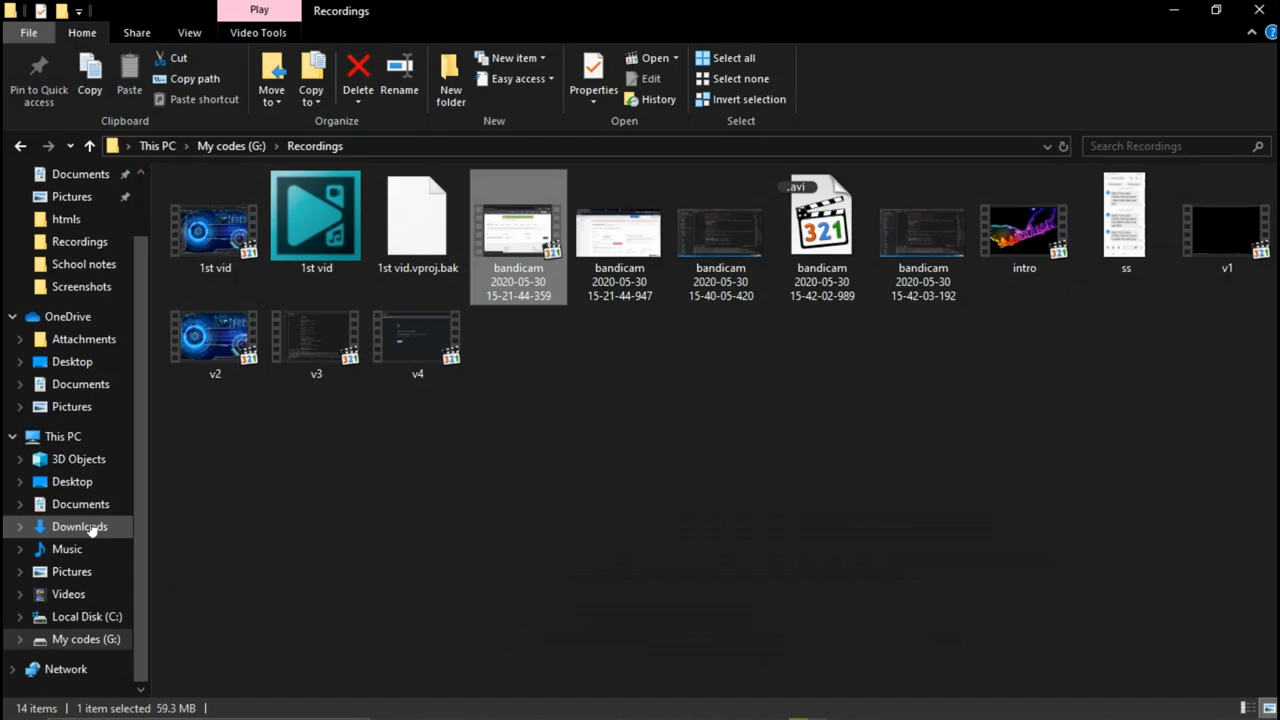 Play
Recordings
File
Home
Share
View
Video Tools
Pin to Quick
access
Copy
Paste
Cut
Copy path
Paste shortcut
Clipboard
Move
to
Copy
to
Delete
Rename
Organize
New
folder
New item
Easy access
New
Properties
Open
Edit
History
Open
Select all
Select none
Invert selection
Select
This PC
My codes (G:)
Recordings
Search Recordings
Documents
Pictures
htmls
Recordings
School notes
Screenshots
OneDrive
Attachments
Desktop
Documents
Pictures
This PC
3D Objects
Desktop
Documents
Downloads
Music
Pictures
Videos
Local Disk (C:)
My codes (G:)
Network
1st vid
1st vid
1st vid.vproj.bak
bandicam
2020-05-30
15-21-44-359
bandicam
2020-05-30
15-21-44-947
bandicam
2020-05-30
15-40-05-420
.avi
321
bandicam
2020-05-30
15-42-02-989
bandicam
2020-05-30
15-42-03-192
intro
ss
v1
v2
v3
v4
14 items
1 item selected 59.3 MB